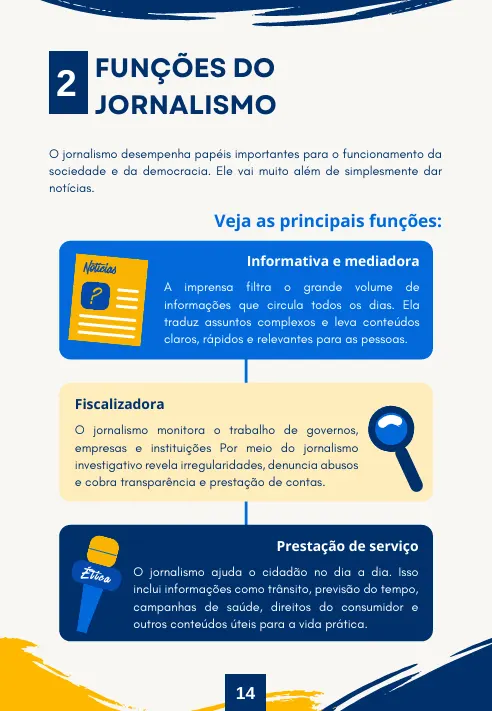 2
FUNÇÕES DO
JORNALISMO
O jornalismo desempenha papéis importantes para o funcionamento da
sociedade e da democracia. Ele vai muito além de simplesmente dar
notícias.
Veja as principais funções:
Notícias
?
Informativa e mediadora
A imprensa filtra o grande volume de
informações que circula todos os dias. Ela
traduz assuntos complexos e leva conteúdos
claros, rápidos e relevantes para as pessoas.
Fiscalizadora
O jornalismo monitora o trabalho de governos,
empresas e instituições Por meio do jornalismo
investigativo revela irregularidades, denuncia abusos
e cobra transparência e prestação de contas.
Ética
Prestação de serviço
O jornalismo ajuda o cidadão no dia a dia. Isso
inclui informações como trânsito, previsão do tempo,
campanhas de saúde, direitos do consumidor e
outros conteúdos úteis para a vida prática.
14